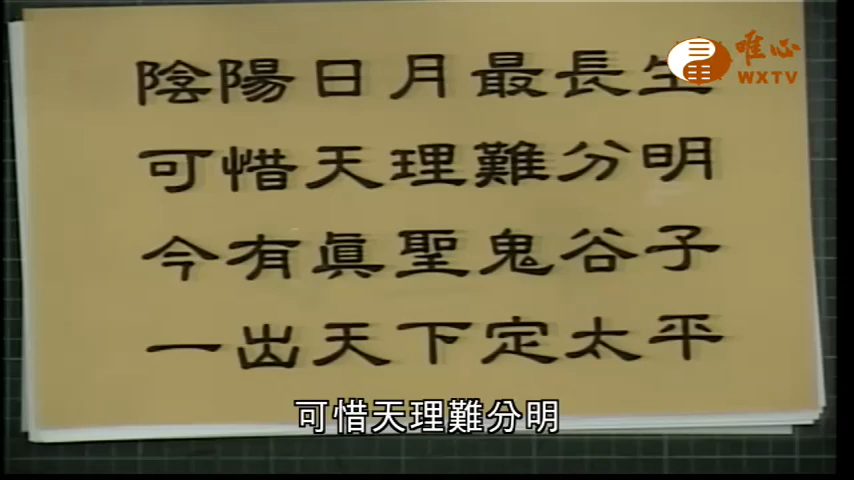 唯心
WXTV
陰陽日月最長生
可惜天理難分明
今有眞聖鬼谷子
一出天下定太平
可惜天理難分明